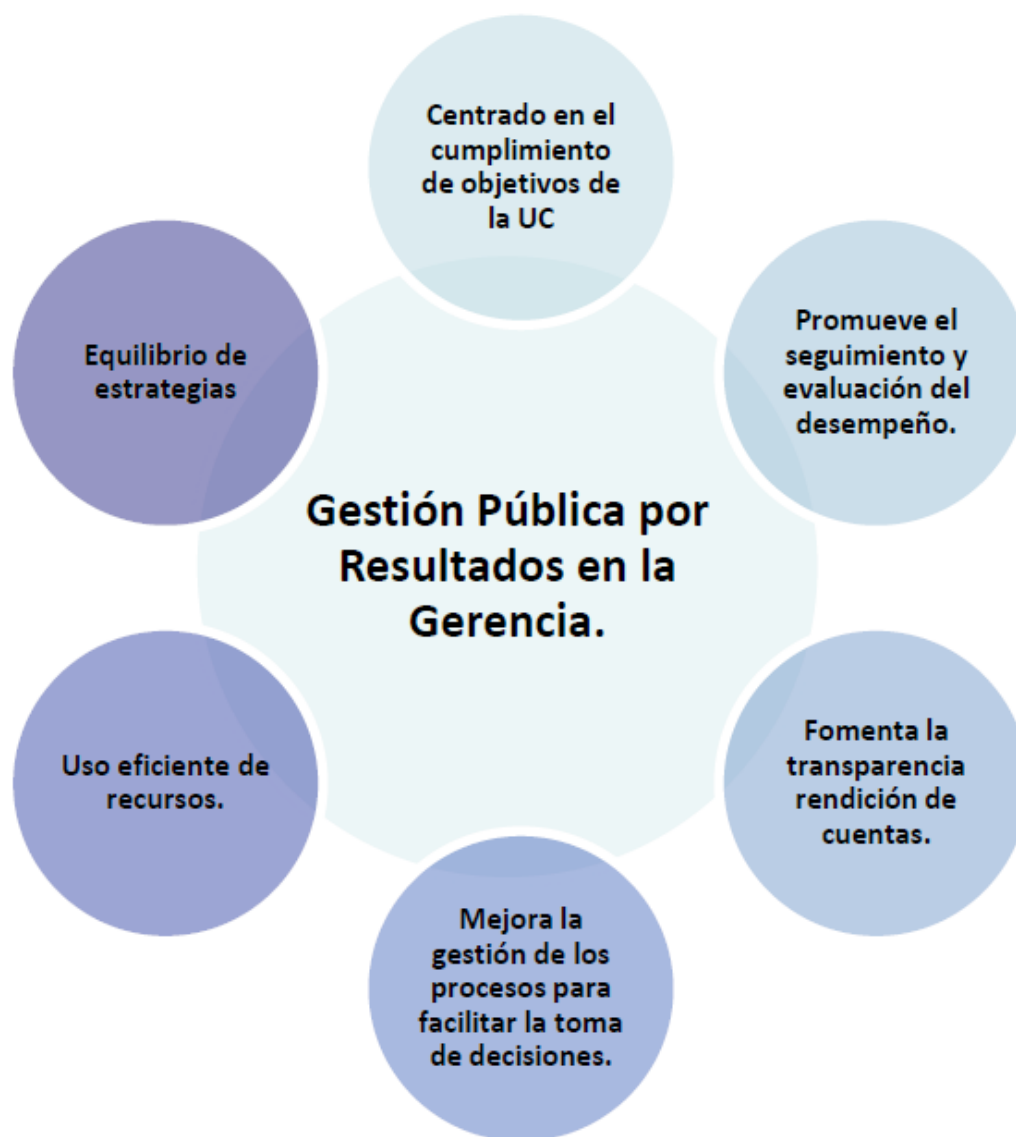 Centrado en el
cumplimiento
de objetivos de
la UC
Promueve el
seguimiento y
evaluación del
desempeño.
Equilibrio de
estrategias
Gestión Pública por
Resultados en la
Gerencia.
Fomenta la
transparencia
rendición de
cuentas.
Uso eficiente de
recursos.
Mejora la
gestión de los
procesos para
facilitar la toma
de decisiones.